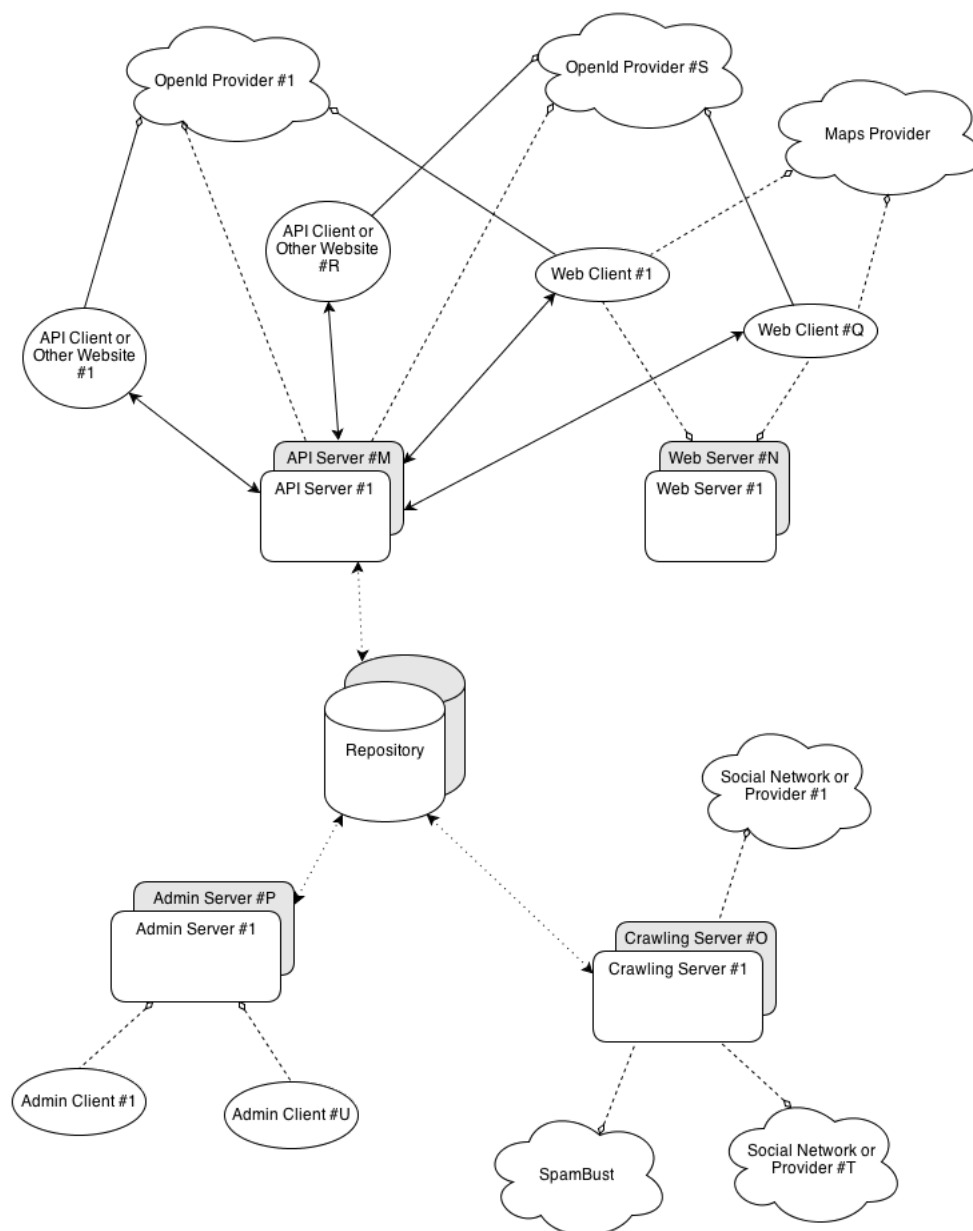 OpenId Provider #1
OpenId Provider #S
Maps Provider
API Client or
Other Website
#R
Web Client #1
API Client or
Other Website
#1
Web Client #Q
API Server #M
API Server #1
Web Server #N
Web Server #1
Repository
Social Network or
Provider #1
Admin Server #P
Admin Server #1
Crawling Server #O
Crawling Server #1
Admin Client #1
Admin Client #U
SpamBust
Social Network or
Provider #T